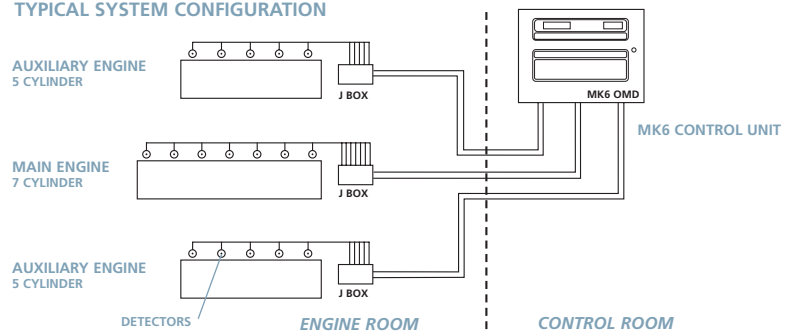 TYPICAL SYSTEM CONFIGURATION
AUXILIARY ENGINE
5 CYLINDER
J BOX
MK6 OMD
MK6 CONTROL UNIT
MAIN ENGINE
7 CYLINDER
J BOX
AUXILIARY ENGINE
5 CYLINDER
J BOX
DETECTORS
ENGINE ROOM
CONTROL ROOM